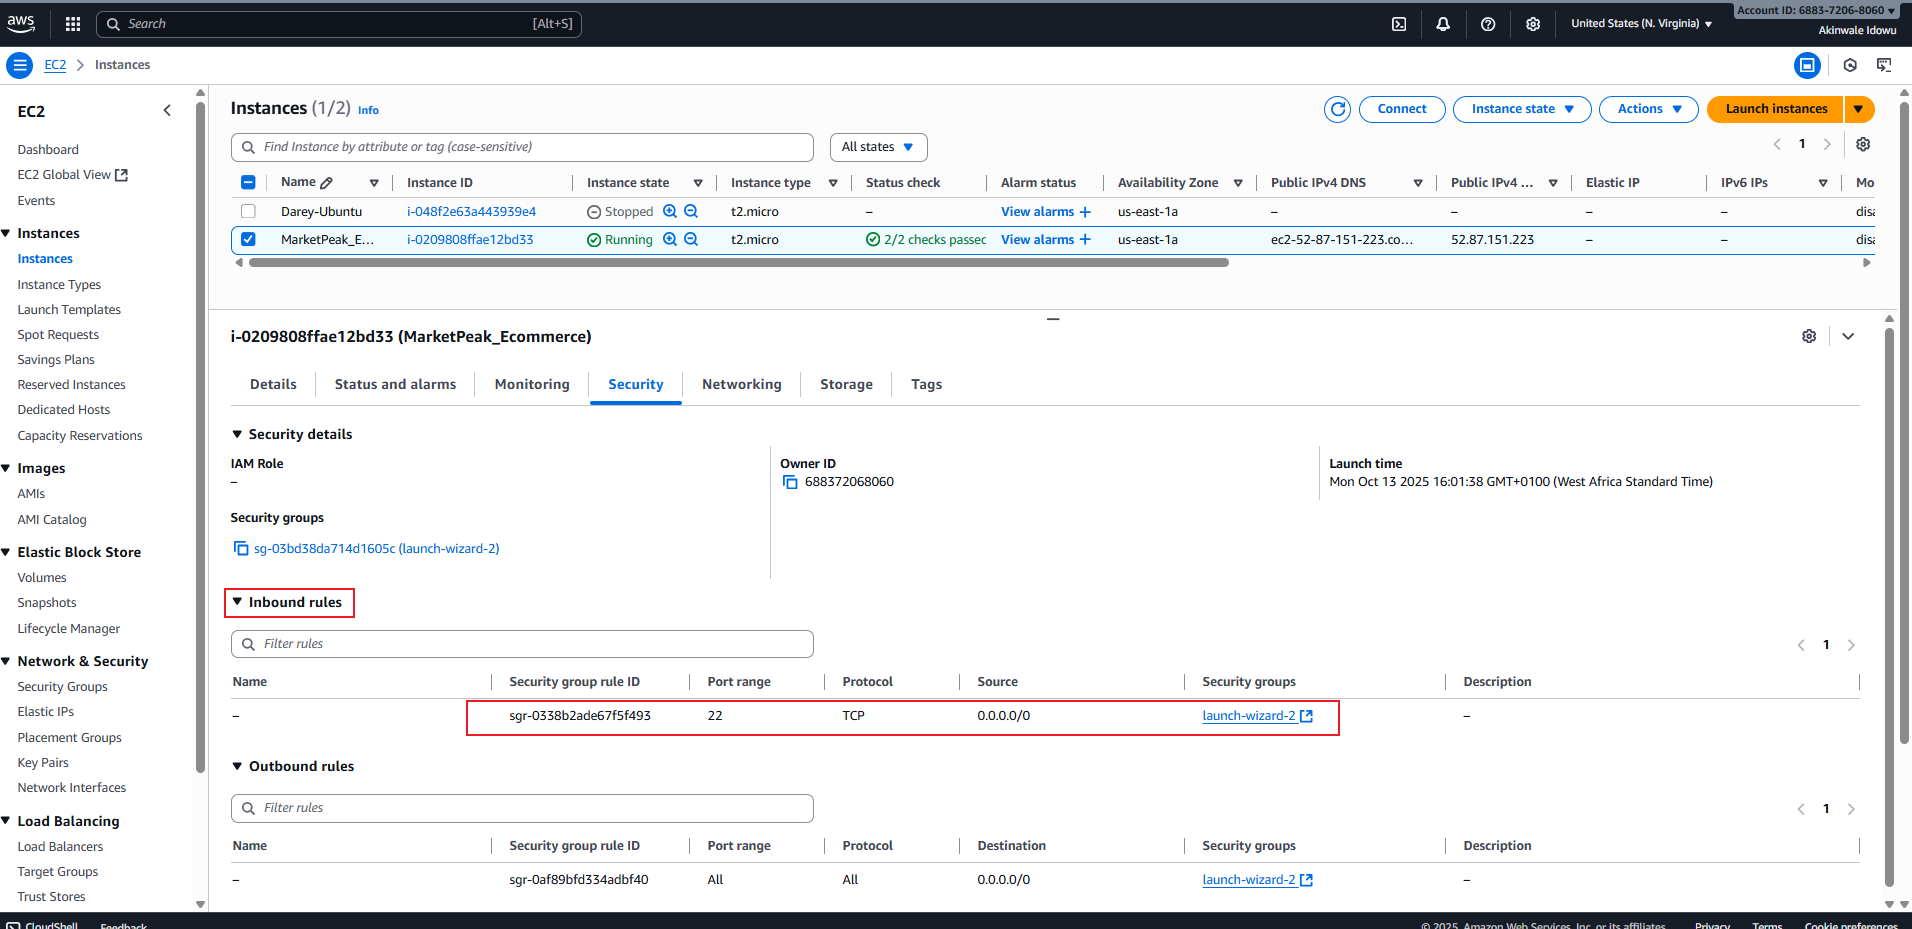 aws
Search [Alt+S]
United States (N. Virginia)
Account ID: 6883-7206-8060
Akinwale Idowu
EC2 Instances
EC2
Dashboard
EC2 Global View
Events
Instances
Instances
Instance Types
Launch Templates
Spot Requests
Savings Plans
Reserved Instances
Dedicated Hosts
Capacity Reservations
Images
AMIs
AMI Catalog
Elastic Block Store
Volumes
Snapshots
Lifecycle Manager
Network & Security
Security Groups
Elastic IPs
Placement Groups
Key Pairs
Network Interfaces
Load Balancing
Load Balancers
Target Groups
Trust Stores
Instances (1/2) Info
Connect Instance state Actions Launch instances
Find Instance by attribute or tag (case-sensitive) All states 1
Name Instance ID Instance state Instance type Status check Alarm status Availability Zone Public IPv4 DNS Public IPv4 ... Elastic IP IPv6 IPs Mo
Darey-Ubuntu i-048f2e63a443939e4 Stopped t2.micro – View alarms + us-east-1a – – – – disa
MarketPeak_E... i-0209808ffae12bd33 Running t2.micro 2/2 checks passec View alarms + us-east-1a ec2-52-87-151-223.co... 52.87.151.223 – – disa
i-0209808ffae12bd33 (MarketPeak_Ecommerce)
Details Status and alarms Monitoring Security Networking Storage Tags
Security details
IAM Role
–
Owner ID
688372068060
Launch time
Mon Oct 13 2025 16:01:38 GMT+0100 (West Africa Standard Time)
Security groups
sg-03bd38da714d1605c (launch-wizard-2)
Inbound rules
Filter rules 1
Name Security group rule ID Port range Protocol Source Security groups Description
– sgr-0338b2ade67f5f493 22 TCP 0.0.0.0/0 launch-wizard-2 –
Outbound rules
Filter rules 1
Name Security group rule ID Port range Protocol Destination Security groups Description
– sgr-0af89bfd334adbf40 All All 0.0.0.0/0 launch-wizard-2 –
CloudShell Feedback © 2025, Amazon Web Services, Inc. or its affiliates. Privacy Terms Cookie preferences